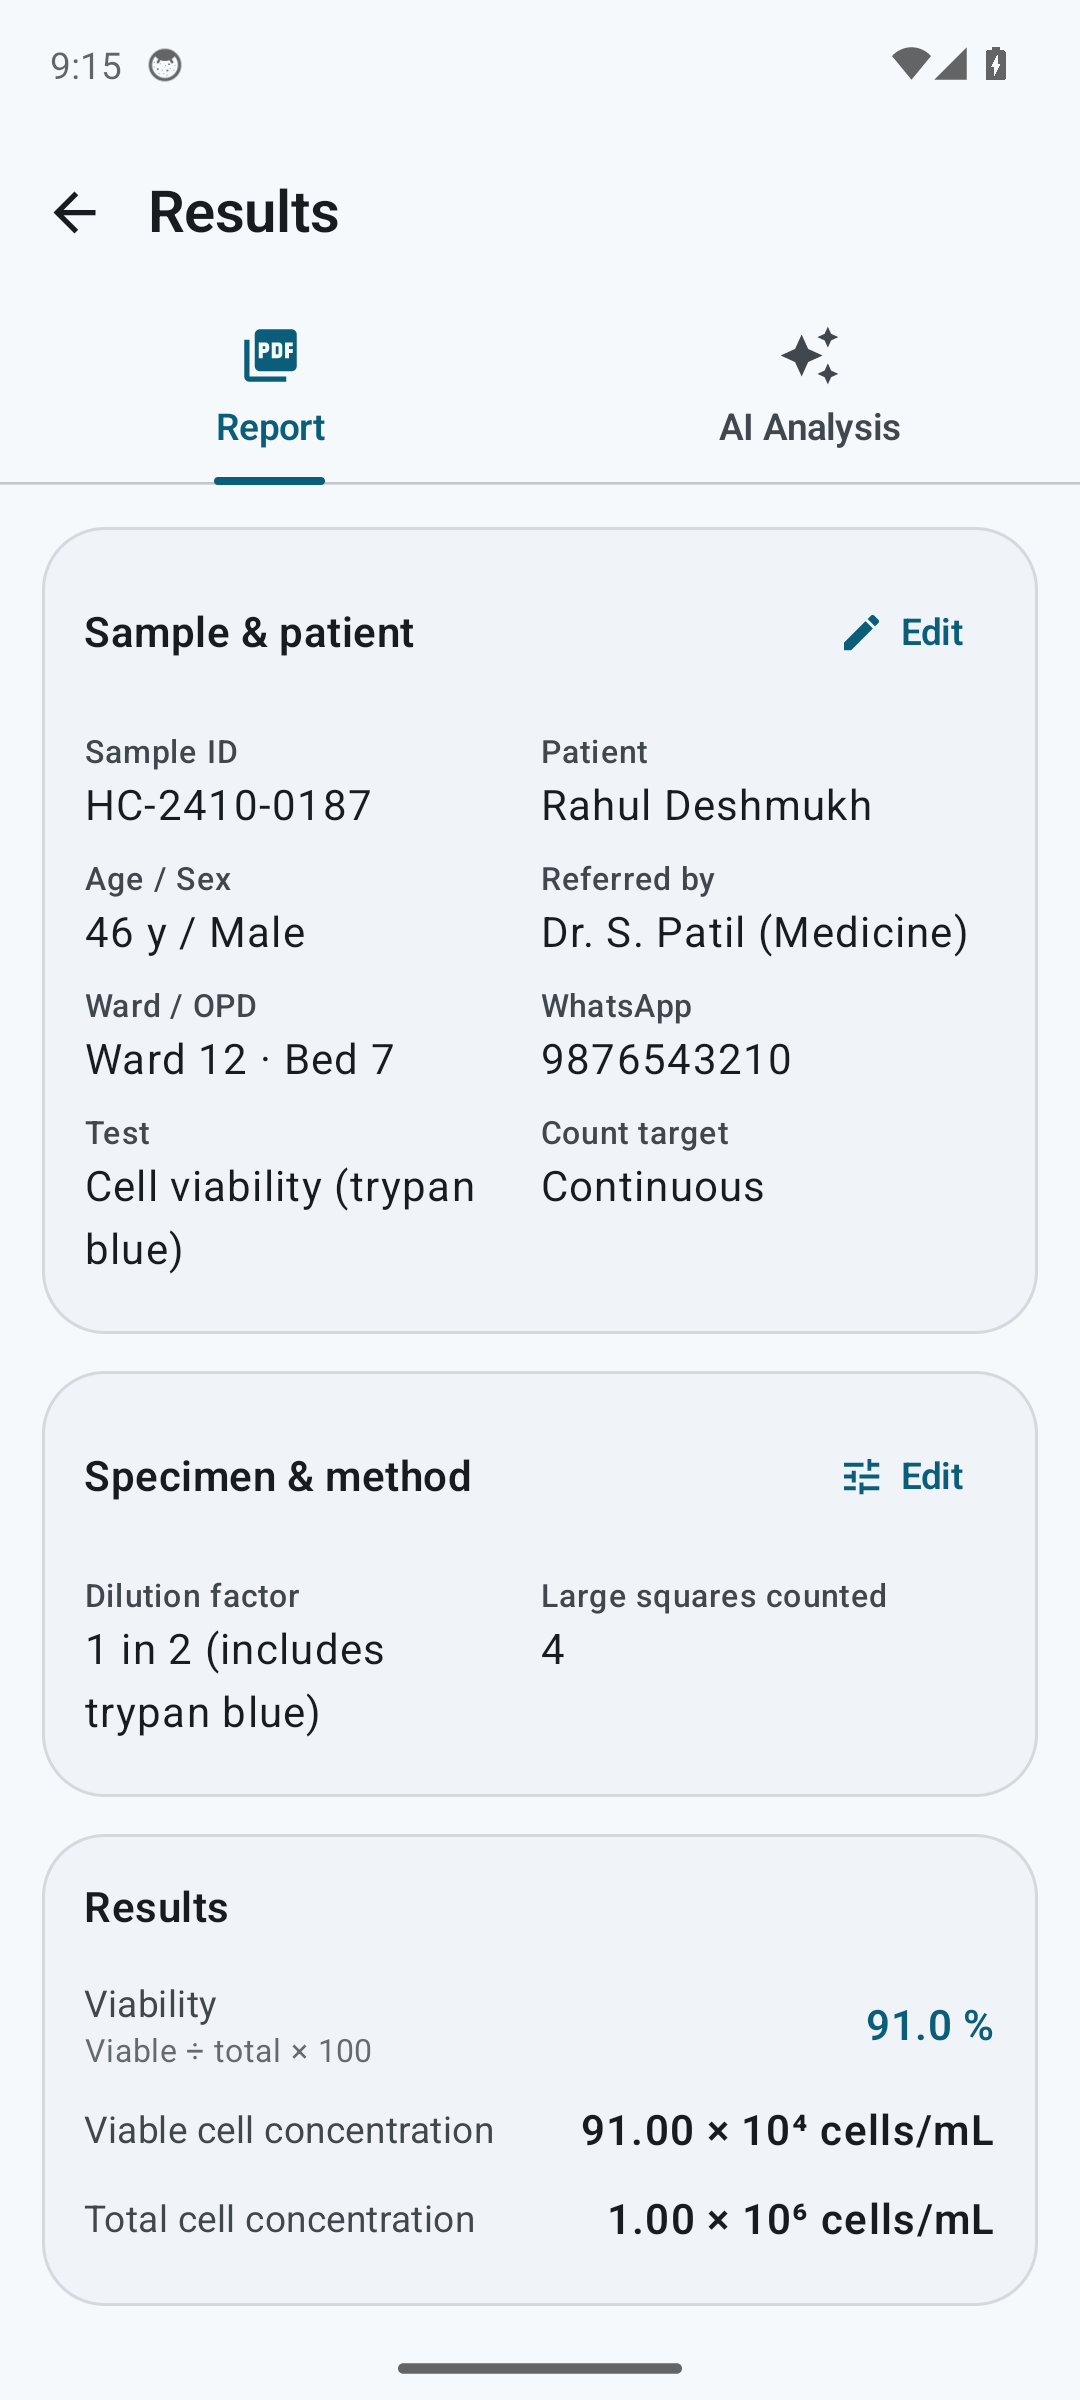 9:15
Results
PDF
Report
AI Analysis
Sample & patient
Edit
Sample ID
Patient
HC-2410-0187
Rahul Deshmukh
Age / Sex
Referred by
46 y / Male
Dr. S. Patil (Medicine)
Ward / OPD
WhatsApp
Ward 12 · Bed 7
9876543210
Test
Count target
Cell viability (trypan
blue)
Continuous
Specimen & method
Edit
Dilution factor
Large squares counted
1 in 2 (includes
trypan blue)
4
Results
Viability
Viable ÷ total × 100
91.0 %
Viable cell concentration
91.00 × 10⁴ cells/mL
Total cell concentration
1.00 × 10⁶ cells/mL